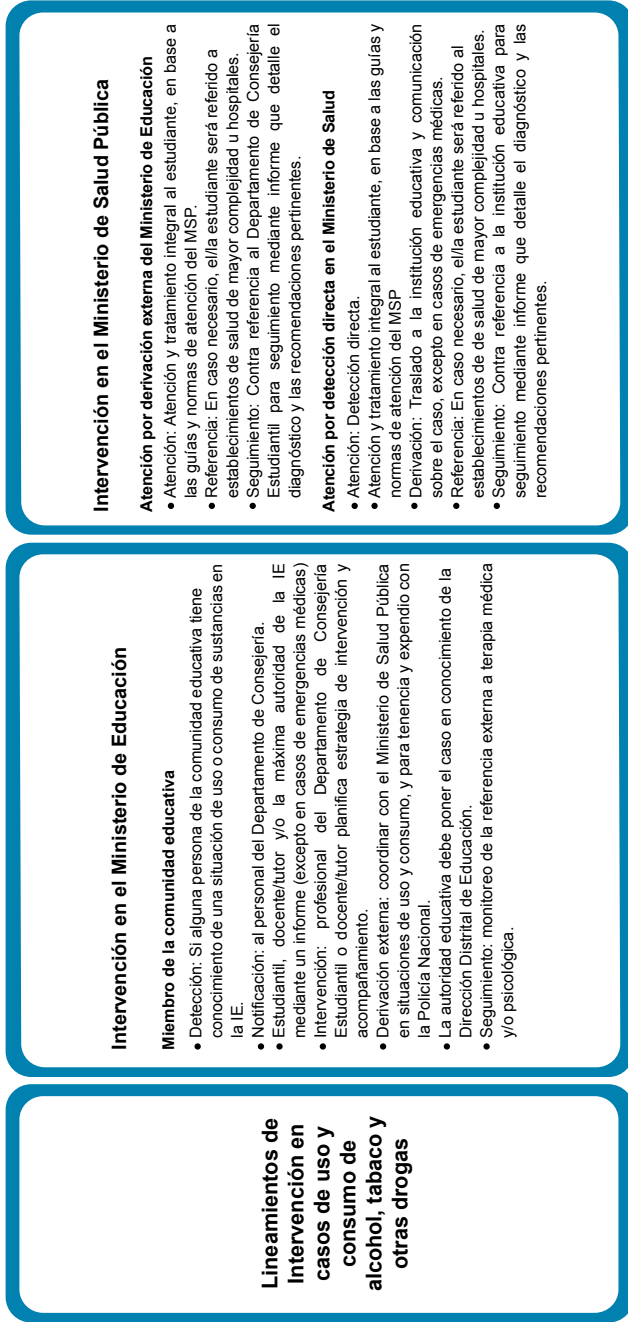 Lineamientos de
Intervención en
casos de uso y
consumo de
alcohol, tabaco y
otras drogas
Intervención en el Ministerio de Educación
Miembro de la comunidad educativa
• Detección: Si alguna persona de la comunidad educativa tiene
conocimiento de una situación de uso o consumo de sustancias en
la IE.
• Notificación: al personal del Departamento de Consejería.
• Estudiantil, docente/tutor y/o la máxima autoridad de la IE
mediante un informe (excepto en casos de emergencias médicas)
• Intervención: profesional del Departamento de Consejería
Estudiantil o docente/tutor planifica estrategia de intervención y
acompañamiento.
• Derivación externa: coordinar con el Ministerio de Salud Pública
en situaciones de uso y consumo, y para tenencia y expendio con
la Policía Nacional.
• La autoridad educativa debe poner el caso en conocimiento de la
Dirección Distrital de Educación.
• Seguimiento: monitoreo de la referencia externa a terapia médica
y/o psicológica.
Intervención en el Ministerio de Salud Pública
Atención por derivación externa del Ministerio de Educación
• Atención: Atención y tratamiento integral al estudiante, en base a
las guías y normas de atención del MSP.
• Referencia: En caso necesario, el/la estudiante será referido a
establecimientos de salud de mayor complejidad u hospitales.
• Seguimiento: Contra referencia al Departamento de Consejería
Estudiantil para seguimiento mediante informe que detalle el
diagnóstico y las recomendaciones pertinentes.
Atención por detección directa en el Ministerio de Salud
• Atención: Detección directa.
• Atención y tratamiento integral al estudiante, en base a las guías y
normas de atención del MSP
• Derivación: Traslado a la institución educativa y comunicación
sobre el caso, excepto en casos de emergencias médicas.
• Referencia: En caso necesario, el/la estudiante será referido al
establecimientos de de salud de mayor complejidad u hospitales.
• Seguimiento: Contra referencia a la institución educativa para
seguimiento mediante informe que detalle el diagnóstico y las
recomendaciones pertinentes.